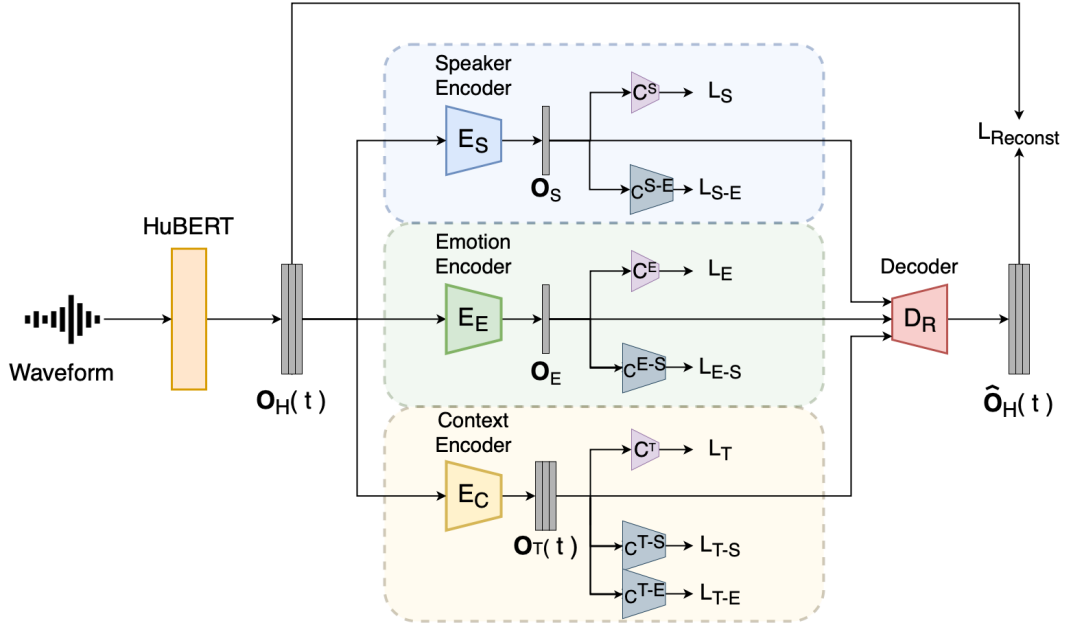 Speaker
Encoder
E_S
O_S
C^S
L_S
C^S-E
L_S-E
L_Reconst
HuBERT
Waveform
O_H( t )
Emotion
Encoder
E_E
O_E
C^E
L_E
C^E-S
L_E-S
Decoder
D_R
Ô_H( t )
Context
Encoder
E_C
O_T( t )
C^T
L_T
C^T-S
L_T-S
C^T-E
L_T-E